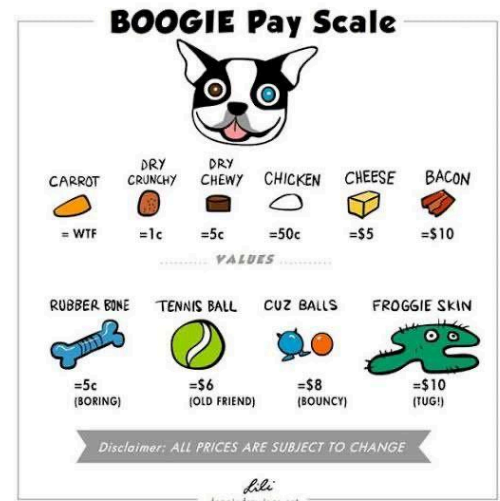 BOOGIE Pay Scale
CARROT
DRY
CRUNCHY
DRY
CHEWY
CHICKEN
CHEESE
BACON
= WTF
=1c
=5c
=50c
=$5
=$10
VALUES
RUBBER BONE
TENNIS BALL
CUZ BALLS
FROGGIE SKIN
=5c
(BORING)
=$6
(OLD FRIEND)
=$8
(BOUNCY)
=$10
(TUG!)
Disclaimer: ALL PRICES ARE SUBJECT TO CHANGE
Lili